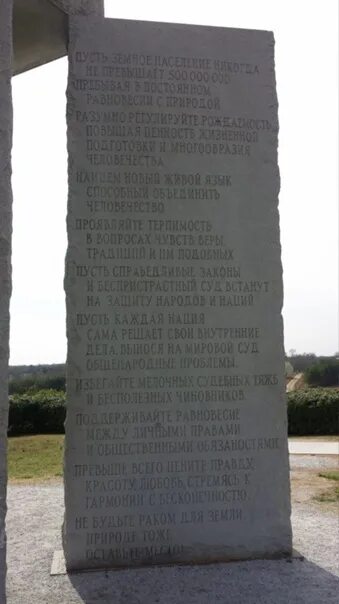 ПУСТЬ ЗЕМНОЕ НАСЕЛЕНИЕ НИКОГДА
НЕ ПРЕВЫШАЕТ 500 000 000
ПРЕБЫВАЯ В ПОСТОЯННОМ
РАВНОВЕСИИ С ПРИРОДОЙ
РАЗУМНО РЕГУЛИРУЙТЕ РОЖДАЕМОСТЬ,
ПОВЫШАЯ ЦЕННОСТЬ ЖИЗНЕННОЙ
ПОДГОТОВКИ И МНОГООБРАЗИЯ
ЧЕЛОВЕЧЕСТВА
НАЙДЕМ НОВЫЙ ЖИВОЙ ЯЗЫК
СПОСОБНЫЙ ОБЪЕДИНИТЬ
ЧЕЛОВЕЧЕСТВО
ПРОЯВЛЯЙТЕ ТЕРПИМОСТЬ
В ВОПРОСАХ ЧУВСТВ ВЕРЫ,
ТРАДИЦИЙ И ИМ ПОДОБНЫХ
ПУСТЬ СПРАВЕДЛИВЫЕ ЗАКОНЫ
И БЕСПРИСТРАСТНЫЙ СУД ВСТАНУТ
НА ЗАЩИТУ НАРОДОВ И НАЦИЙ
ПУСТЬ КАЖДАЯ НАЦИЯ
САМА РЕШАЕТ СВОИ ВНУТРЕННИЕ
ДЕЛА, ВЫНОСЯ НА МИРОВОЙ СУД
ОБЩЕНАРОДНЫЕ ПРОБЛЕМЫ.
ИЗБЕГАЙТЕ МЕЛОЧНЫХ СУДЕБНЫХ ТЯЖБ
И БЕСПОЛЕЗНЫХ ЧИНОВНИКОВ.
ПОДДЕРЖИВАЙТЕ РАВНОВЕСИЕ
МЕЖДУ ЛИЧНЫМИ ПРАВАМИ
И ОБЩЕСТВЕННЫМИ ОБЯЗАНОСТЯМИ
ПРЕВЫШЕ ВСЕГО ЦЕНИТЕ ПРАВДУ,
КРАСОТУ, ЛЮБОВЬ, СТРЕМЯСЬ К
ГАРМОНИИ С БЕСКОНЕЧНОСТЬЮ.
НЕ БУДЬТЕ РАКОМ ДЛЯ ЗЕМЛИ,
ПРИРОДЕ ТОЖЕ
ОСТАВЬТЕ МЕСТО!